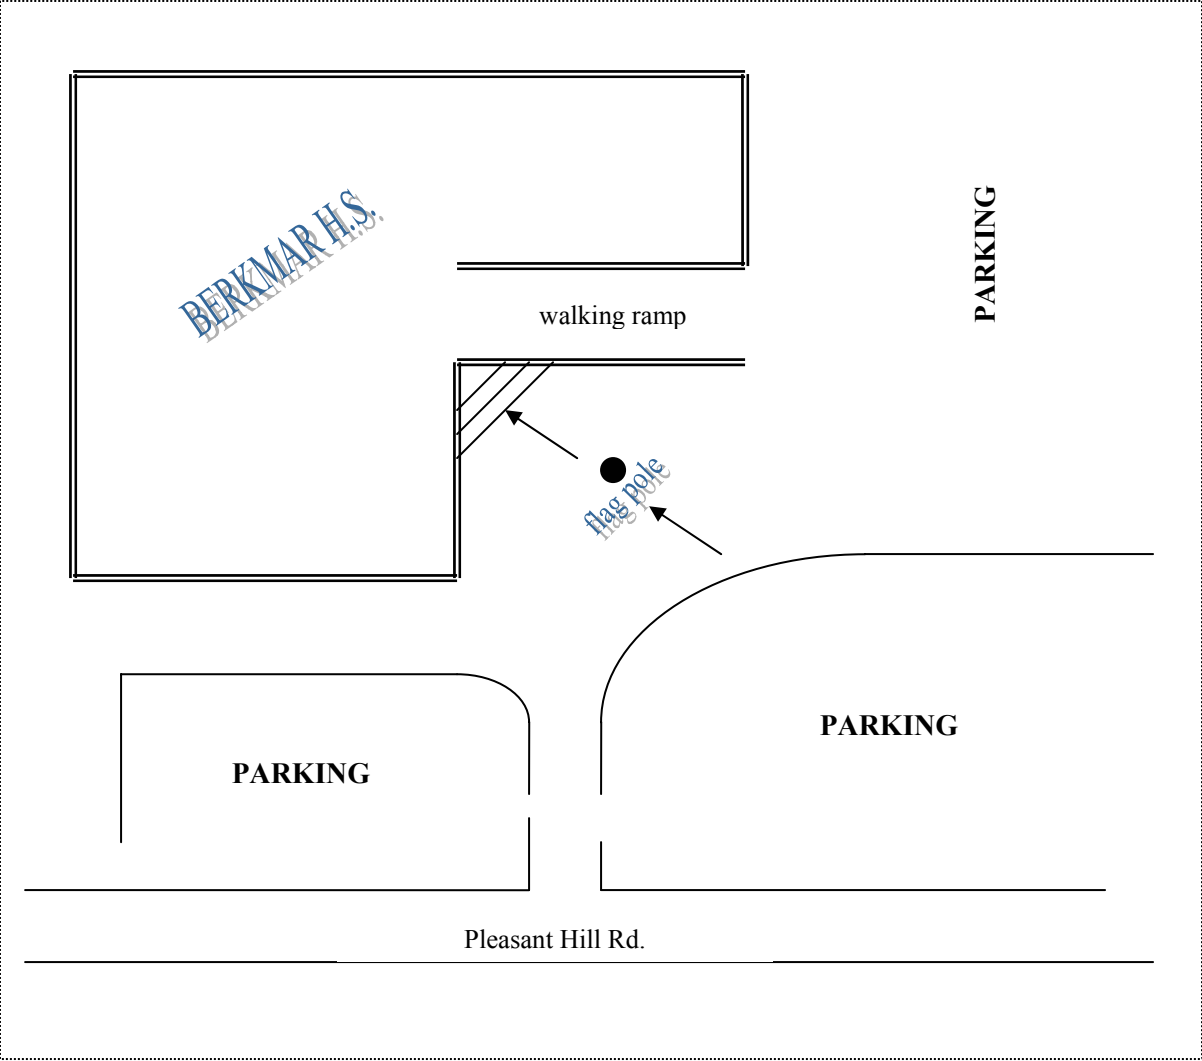 BERKMAR H.S.
PARKING
walking ramp
flag pole
PARKING
PARKING
Pleasant Hill Rd.